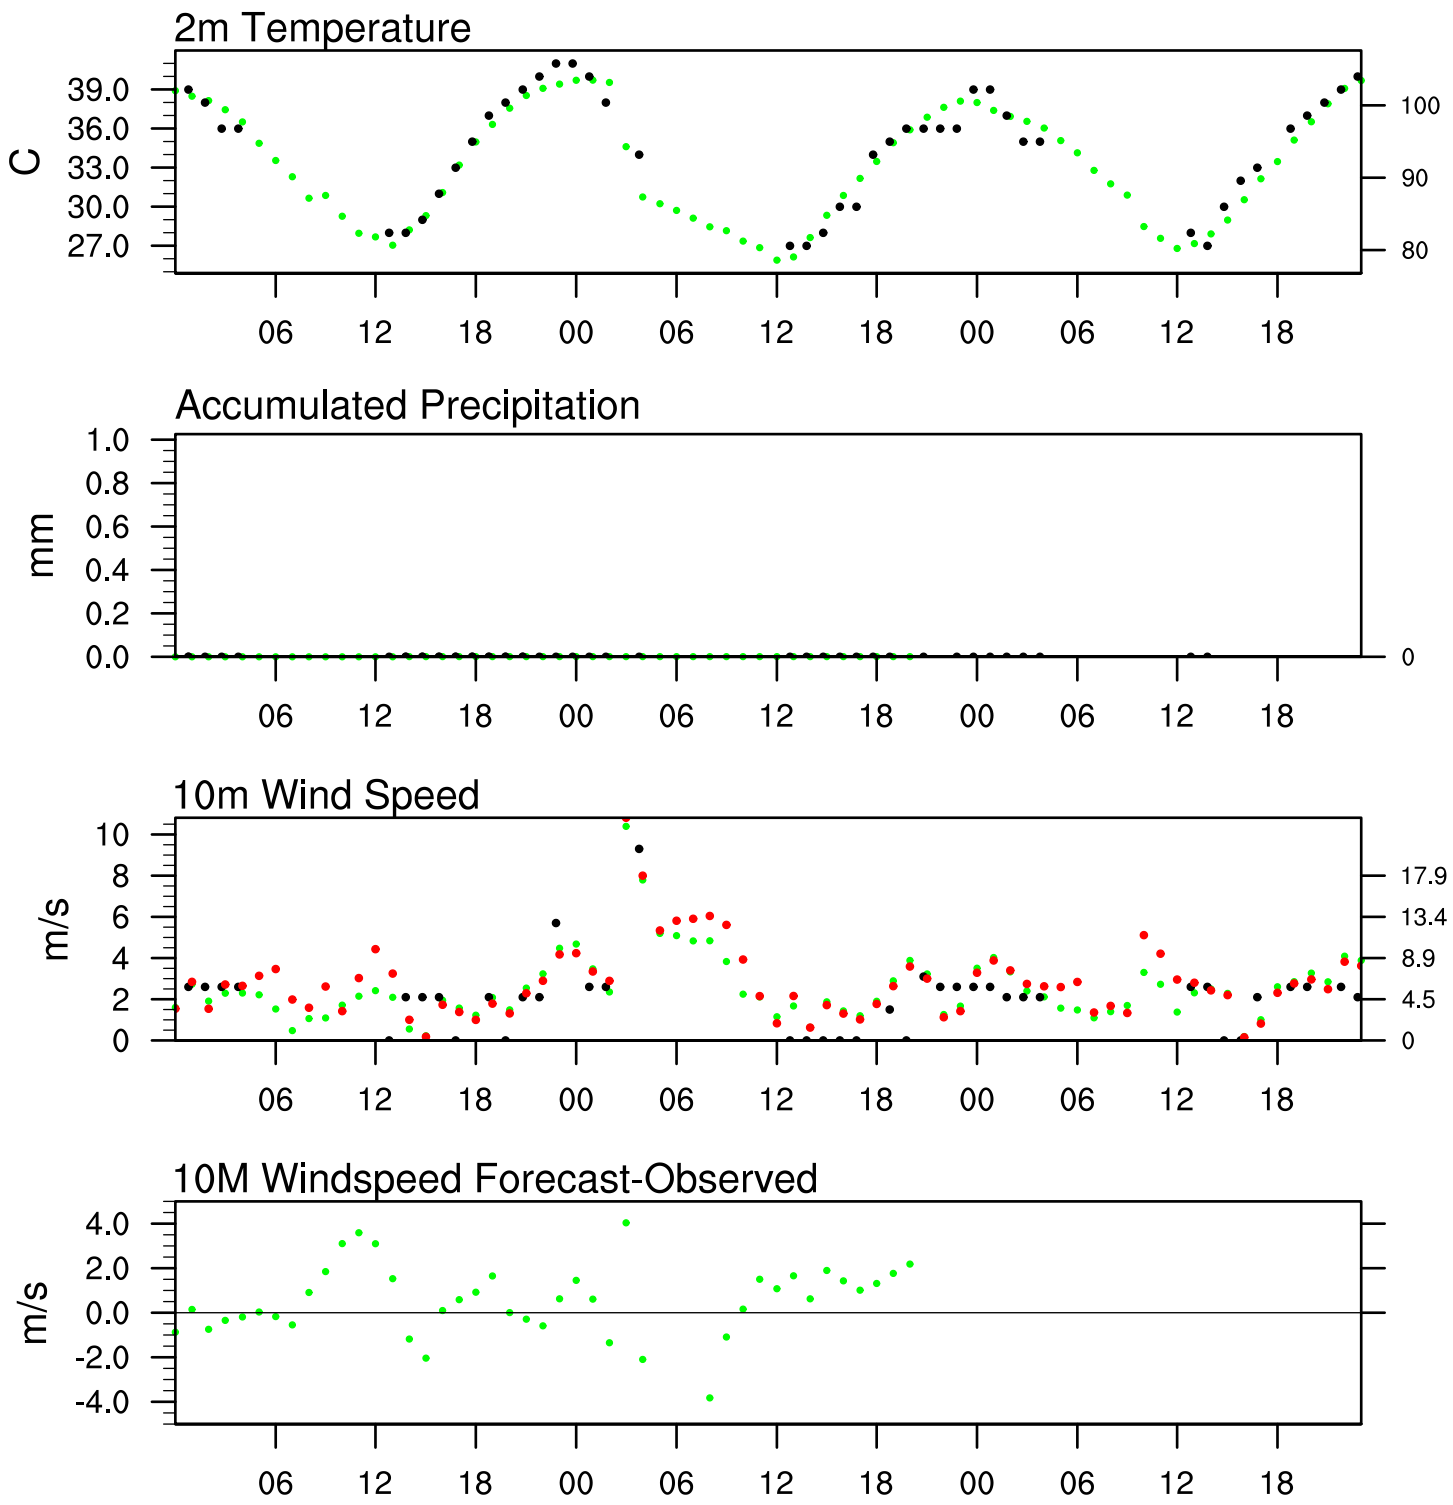 2m Temperature
39.0
36.0
33.0
30.0
27.0
C
100
90
80
06 12 18 00 06 12 18 00 06 12 18
Accumulated Precipitation
1.0
0.8
0.6
0.4
0.2
0.0
mm
0
06 12 18 00 06 12 18 00 06 12 18
10m Wind Speed
10
8
6
4
2
0
m/s
17.9
13.4
8.9
4.5
0
06 12 18 00 06 12 18 00 06 12 18
10M Windspeed Forecast-Observed
4.0
2.0
0.0
-2.0
-4.0
m/s
06 12 18 00 06 12 18 00 06 12 18